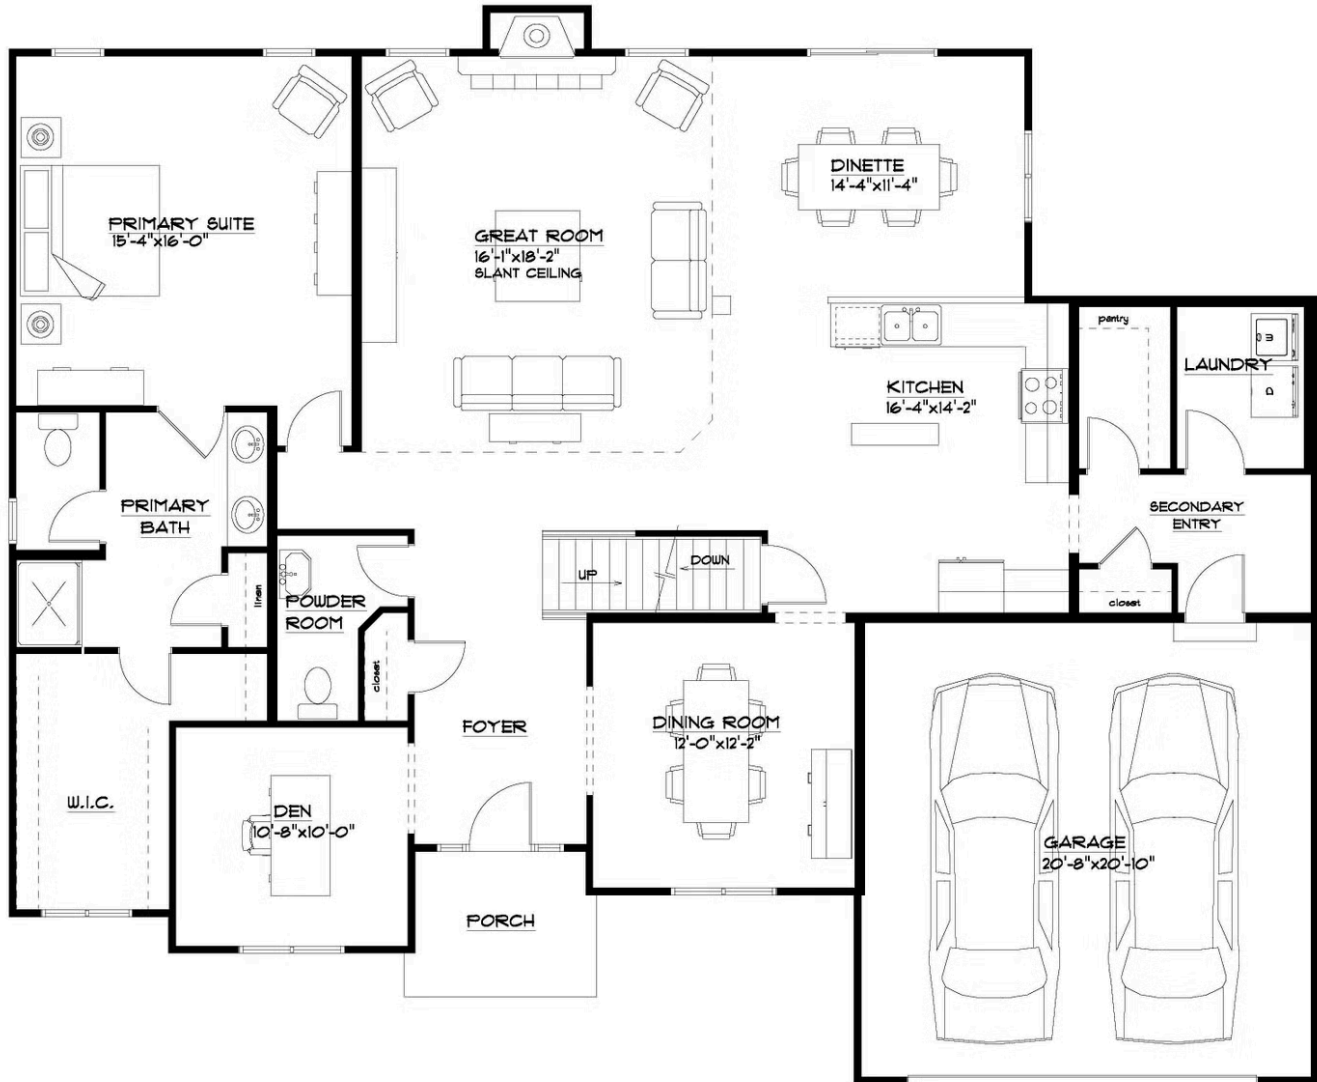 PRIMARY SUITE
15'-4"x16'-0"
GREAT ROOM
16'-1"x18'-2"
SLANT CEILING
DINETTE
14'-4"x11'-4"
KITCHEN
16'-4"x14'-2"
pantry
LAUNDRY
W
D
PRIMARY
BATH
linen
SECONDARY
ENTRY
closet
UP
DOWN
POWDER
ROOM
closet
FOYER
DINING ROOM
12'-0"x12'-2"
W.I.C.
DEN
10'-8"x10'-0"
GARAGE
20'-8"x20'-10"
PORCH